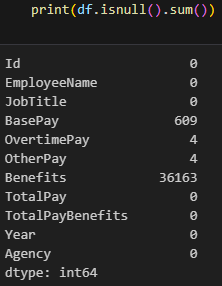 print(df.isnull().sum())
Id 0
EmployeeName 0
JobTitle 0
BasePay 609
OvertimePay 4
OtherPay 4
Benefits 36163
TotalPay 0
TotalPayBenefits 0
Year 0
Agency 0
dtype: int64